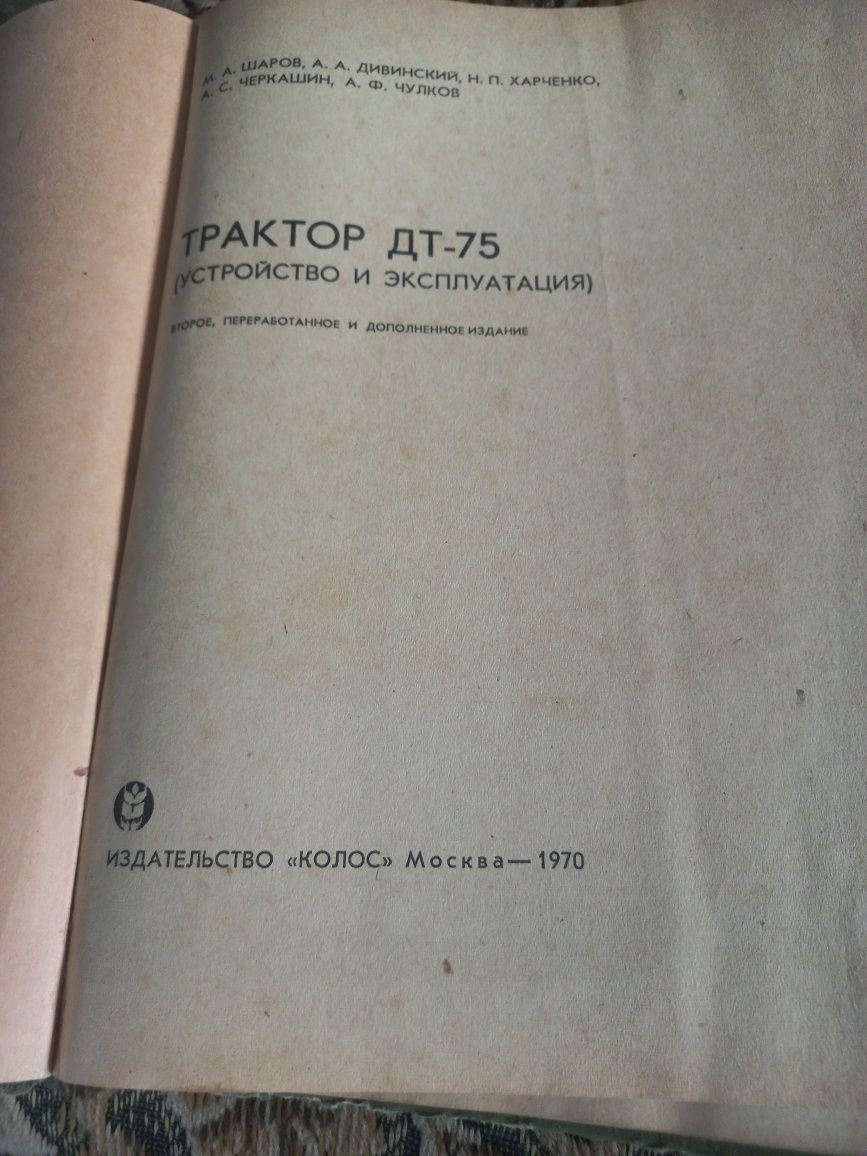 М. А. ШАРОВ, А. А. ДИВИНСКИЙ, Н. П. ХАРЧЕНКО,
А. С. ЧЕРКАШИН, А. Ф. ЧУЛКОВ
ТРАКТОР ДТ-75
(УСТРОЙСТВО И ЭКСПЛУАТАЦИЯ)
ВТОРОЕ, ПЕРЕРАБОТАННОЕ И ДОПОЛНЕННОЕ ИЗДАНИЕ
ИЗДАТЕЛЬСТВО «КОЛОС» Москва—1970